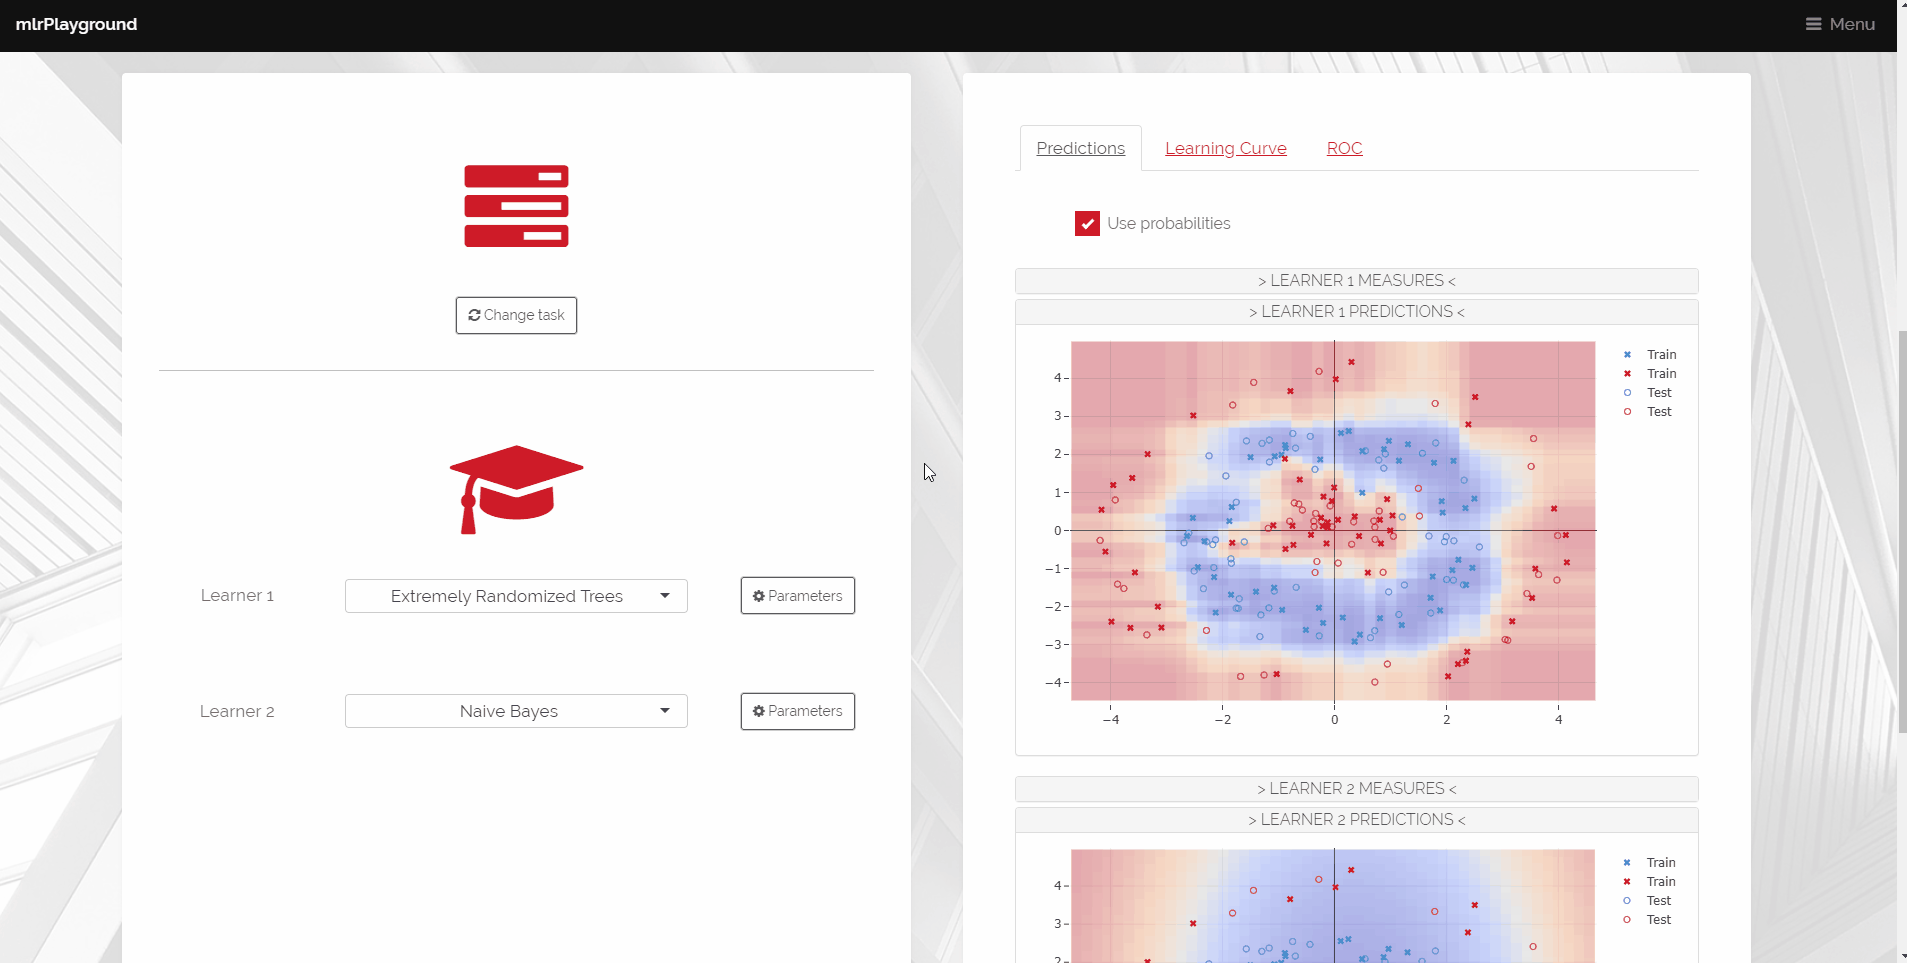 mlrPlayground
Menu
Change task
Learner 1
Extremely Randomized Trees
Parameters
Learner 2
Naive Bayes
Parameters
Predictions
Learning Curve
ROC
Use probabilities
> LEARNER 1 MEASURES <
> LEARNER 1 PREDICTIONS <
4
3
2
1
0
−1
−2
−3
−4
−4
−2
0
2
4
Train
Train
Test
Test
> LEARNER 2 MEASURES <
> LEARNER 2 PREDICTIONS <
4
3
2
Train
Train
Test
Test